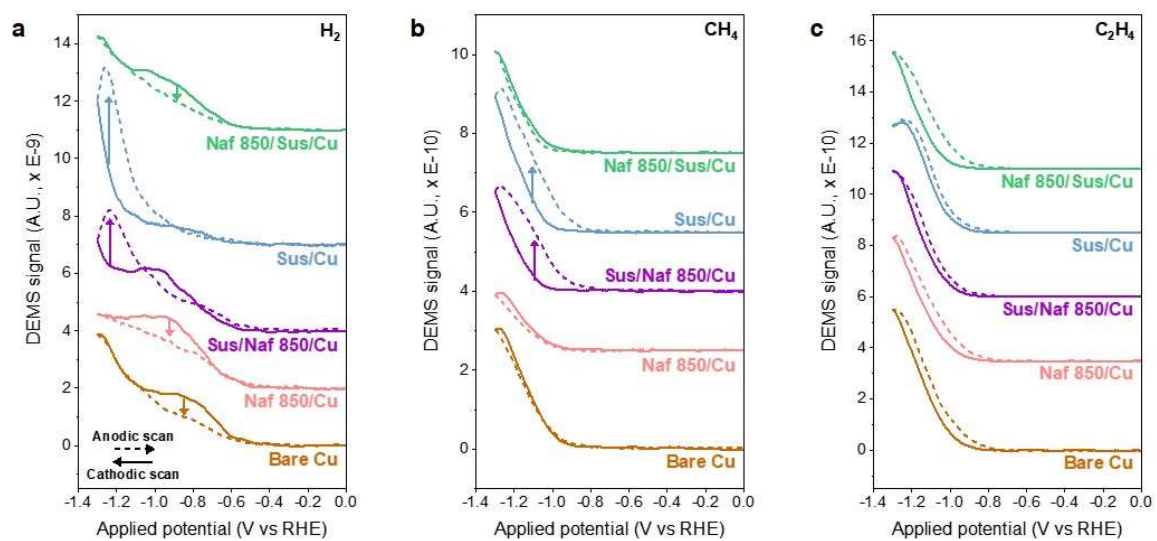 a
H₂
DEMS signal (A.U., x E-9)
14
12
10
8
6
4
2
0
Naf 850/Sus/Cu
Sus/Cu
Sus/Naf 850/Cu
Naf 850/Cu
Bare Cu
Anodic scan
Cathodic scan
-1.4 -1.2 -1.0 -0.8 -0.6 -0.4 -0.2 0.0
Applied potential (V vs RHE)
b
CH₄
DEMS signal (A.U., x E-10)
10
8
6
4
2
0
Naf 850/Sus/Cu
Sus/Cu
Sus/Naf 850/Cu
Naf 850/Cu
Bare Cu
-1.4 -1.2 -1.0 -0.8 -0.6 -0.4 -0.2 0.0
Applied potential (V vs RHE)
c
C₂H₄
DEMS signal (A.U., x E-10)
16
14
12
10
8
6
4
2
0
Naf 850/Sus/Cu
Sus/Cu
Sus/Naf 850/Cu
Naf 850/Cu
Bare Cu
-1.4 -1.2 -1.0 -0.8 -0.6 -0.4 -0.2 0.0
Applied potential (V vs RHE)